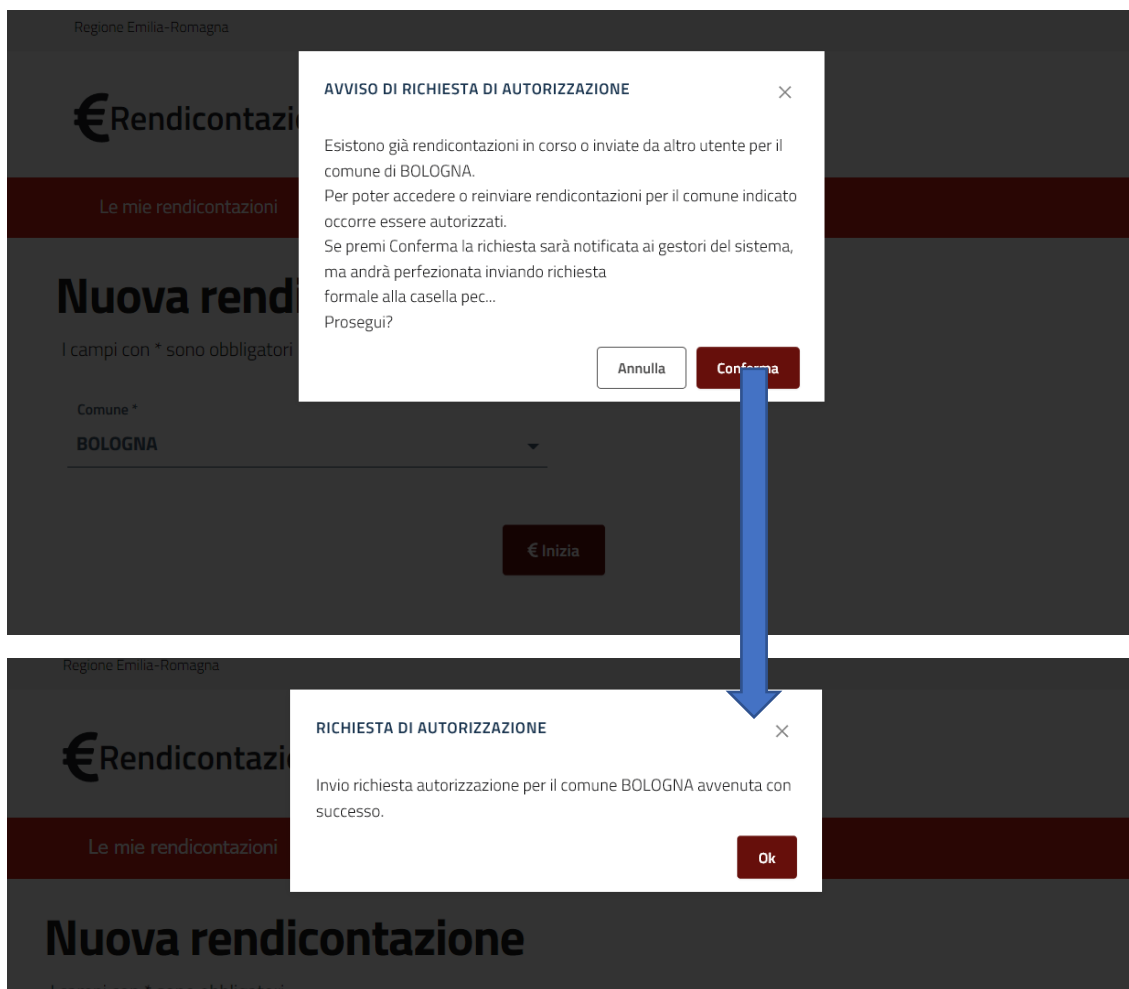 Regione Emilia-Romagna
AVVISO DI RICHIESTA DI AUTORIZZAZIONE
€Rendicontazi
Esistono già rendicontazioni in corso o inviate da altro utente per il
comune di BOLOGNA.
Per poter accedere o reinviare rendicontazioni per il comune indicato
occorre essere autorizzati.
Se premi Conferma la richiesta sarà notificata ai gestori del sistema,
ma andrà perfezionata inviando richiesta
formale alla casella pec...
Prosegui?
Annulla
Conferma
Le mie rendicontazioni
Nuova rendi
I campi con * sono obbligatori
Comune *
BOLOGNA
€ Inizia
Regione Emilia-Romagna
RICHIESTA DI AUTORIZZAZIONE
€Rendicontazi
Invio richiesta autorizzazione per il comune BOLOGNA avvenuta con
successo.
Ok
Le mie rendicontazioni
Nuova rendicontazione
I campi con * sono obbligatori